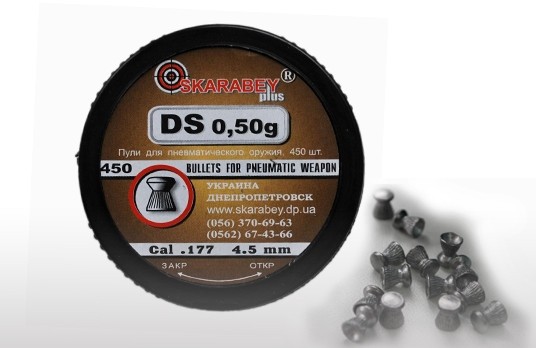 SKARABEY®
plus
DS 0,50g
Пули для пневматического оружия. 450 шт.
450 BULLETS FOR PNEUMATIC WEAPON
УКРАИНА
ДНЕПРОПЕТРОВСК
www.skarabey.dp.ua
(056) 370-69-63
(0562) 67-43-66
Cal .177 4.5 mm
ЗАКР ОТКР